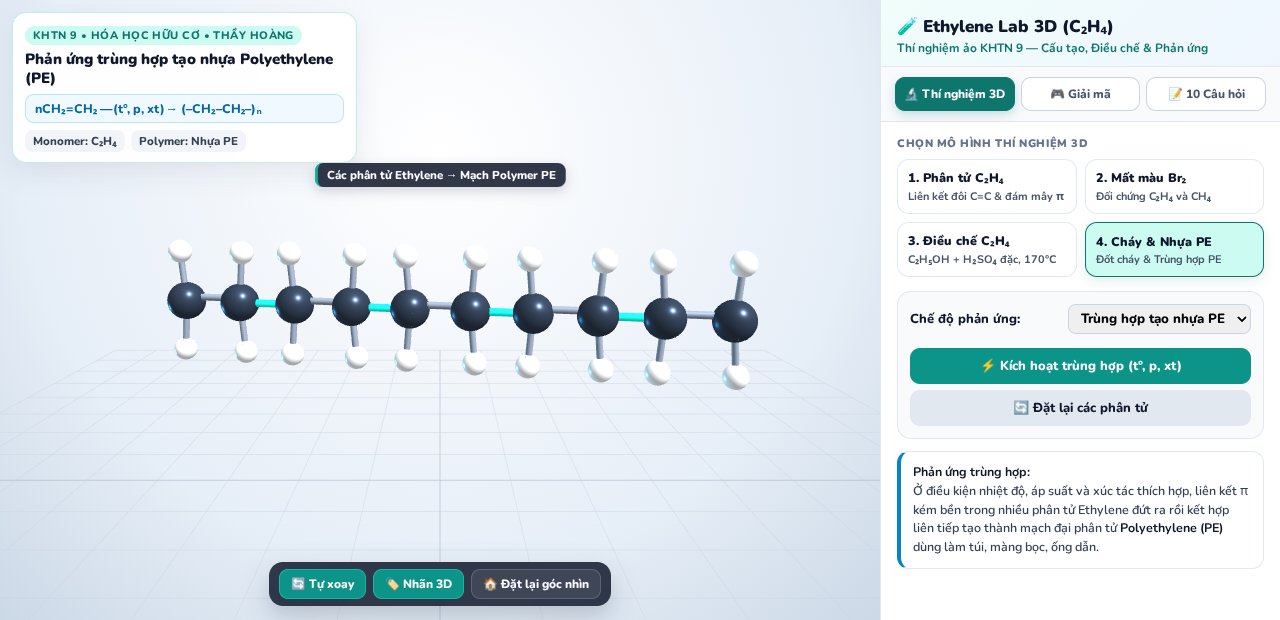 KHTN 9 • HÓA HỌC HỮU CƠ • THẦY HOÀNG
Phản ứng trùng hợp tạo nhựa Polyethylene
(PE)
nCH₂=CH₂ —(t°, p, xt)→ (–CH₂–CH₂–)ₙ
Monomer: C₂H₄ Polymer: Nhựa PE
Các phân tử Ethylene → Mạch Polymer PE
🔄 Tự xoay 🏷️ Nhãn 3D 🏠 Đặt lại góc nhìn
🧪 Ethylene Lab 3D (C₂H₄)
Thí nghiệm ảo KHTN 9 — Cấu tạo, Điều chế & Phản ứng
🔬 Thí nghiệm 3D 🎮 Giải mã 📝 10 Câu hỏi
CHỌN MÔ HÌNH THÍ NGHIỆM 3D
1. Phân tử C₂H₄
Liên kết đôi C=C & đám mây π
2. Mất màu Br₂
Đối chứng C₂H₄ và CH₄
3. Điều chế C₂H₄
C₂H₅OH + H₂SO₄ đặc, 170°C
4. Cháy & Nhựa PE
Đốt cháy & Trùng hợp PE
Chế độ phản ứng: Trùng hợp tạo nhựa PE
⚡ Kích hoạt trùng hợp (t°, p, xt)
🔄 Đặt lại các phân tử
Phản ứng trùng hợp:
Ở điều kiện nhiệt độ, áp suất và xúc tác thích hợp, liên kết π
kém bền trong nhiều phân tử Ethylene đứt ra rồi kết hợp
liên tiếp tạo thành mạch đại phân tử Polyethylene (PE)
dùng làm túi, màng bọc, ống dẫn.